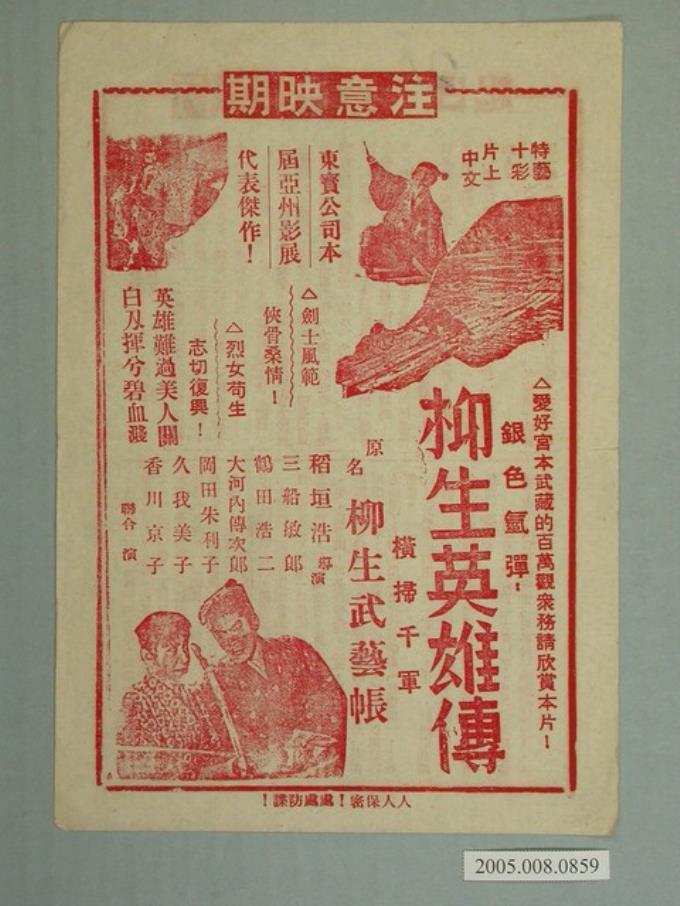 注意映期
特藝
十彩
片上
中文
東寳公司本
屆亞州影展
代表傑作！
△劍士風範
俠骨桑情！
△烈女苟生
志切復興！
英雄難過美人關
白刄揮兮碧血濺
△愛好宮本武藏的百萬觀衆務請欣賞本片！
銀色氫彈！
柳生英雄傳
橫掃千軍
原名
柳生武藝帳
稻垣浩 導演
三船敏郎
鶴田浩二
大河內傳次郎
岡田朱利子
久我美子
香川京子
聯合演
人人保密！處處防諜！
2005.008.0859